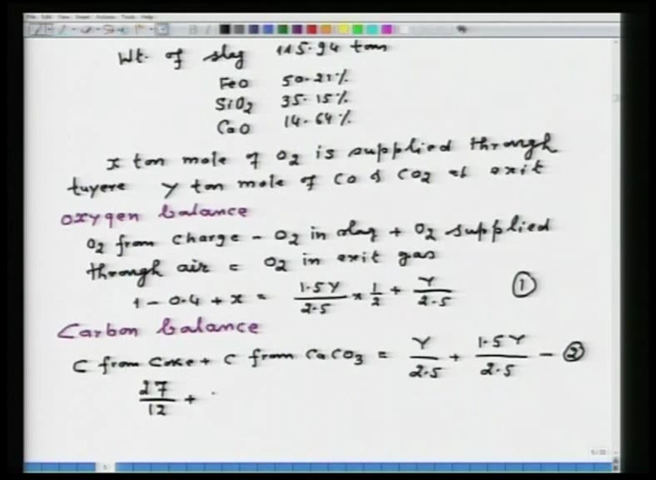 Wt. of slag 115.94 ton
FeO 50.21%
SiO2 35.15%
CaO 14.64%
x ton mole of O2 is supplied through
tuyere Y ton mole of CO & CO2 at exit
Oxygen balance
O2 from charge - O2 in slag + O2 supplied
through air = O2 in exit gas
1 - 0.4 + x = 1.5Y/2.5 x 1/2 + Y/2.5 ①
Carbon balance
C from Coke + C from CaCO3 = Y/2.5 + 1.5Y/2.5 - ②
27/12 +